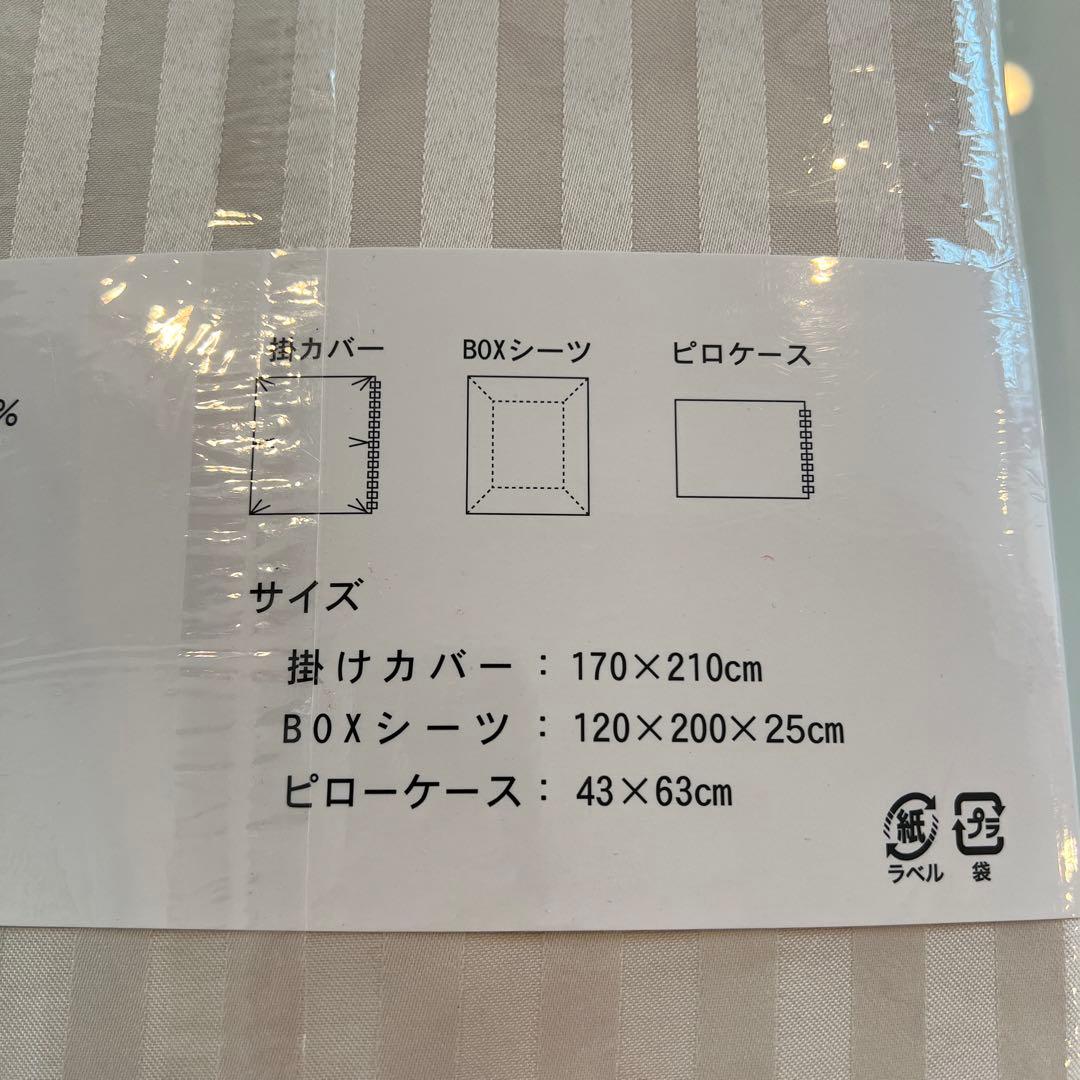 掛カバー BOXシーツ ピロケース
%
サイズ
掛けカバー：170×210cm
BOXシーツ：120×200×25cm
ピローケース：43×63cm
紙 プラ
ラベル 袋